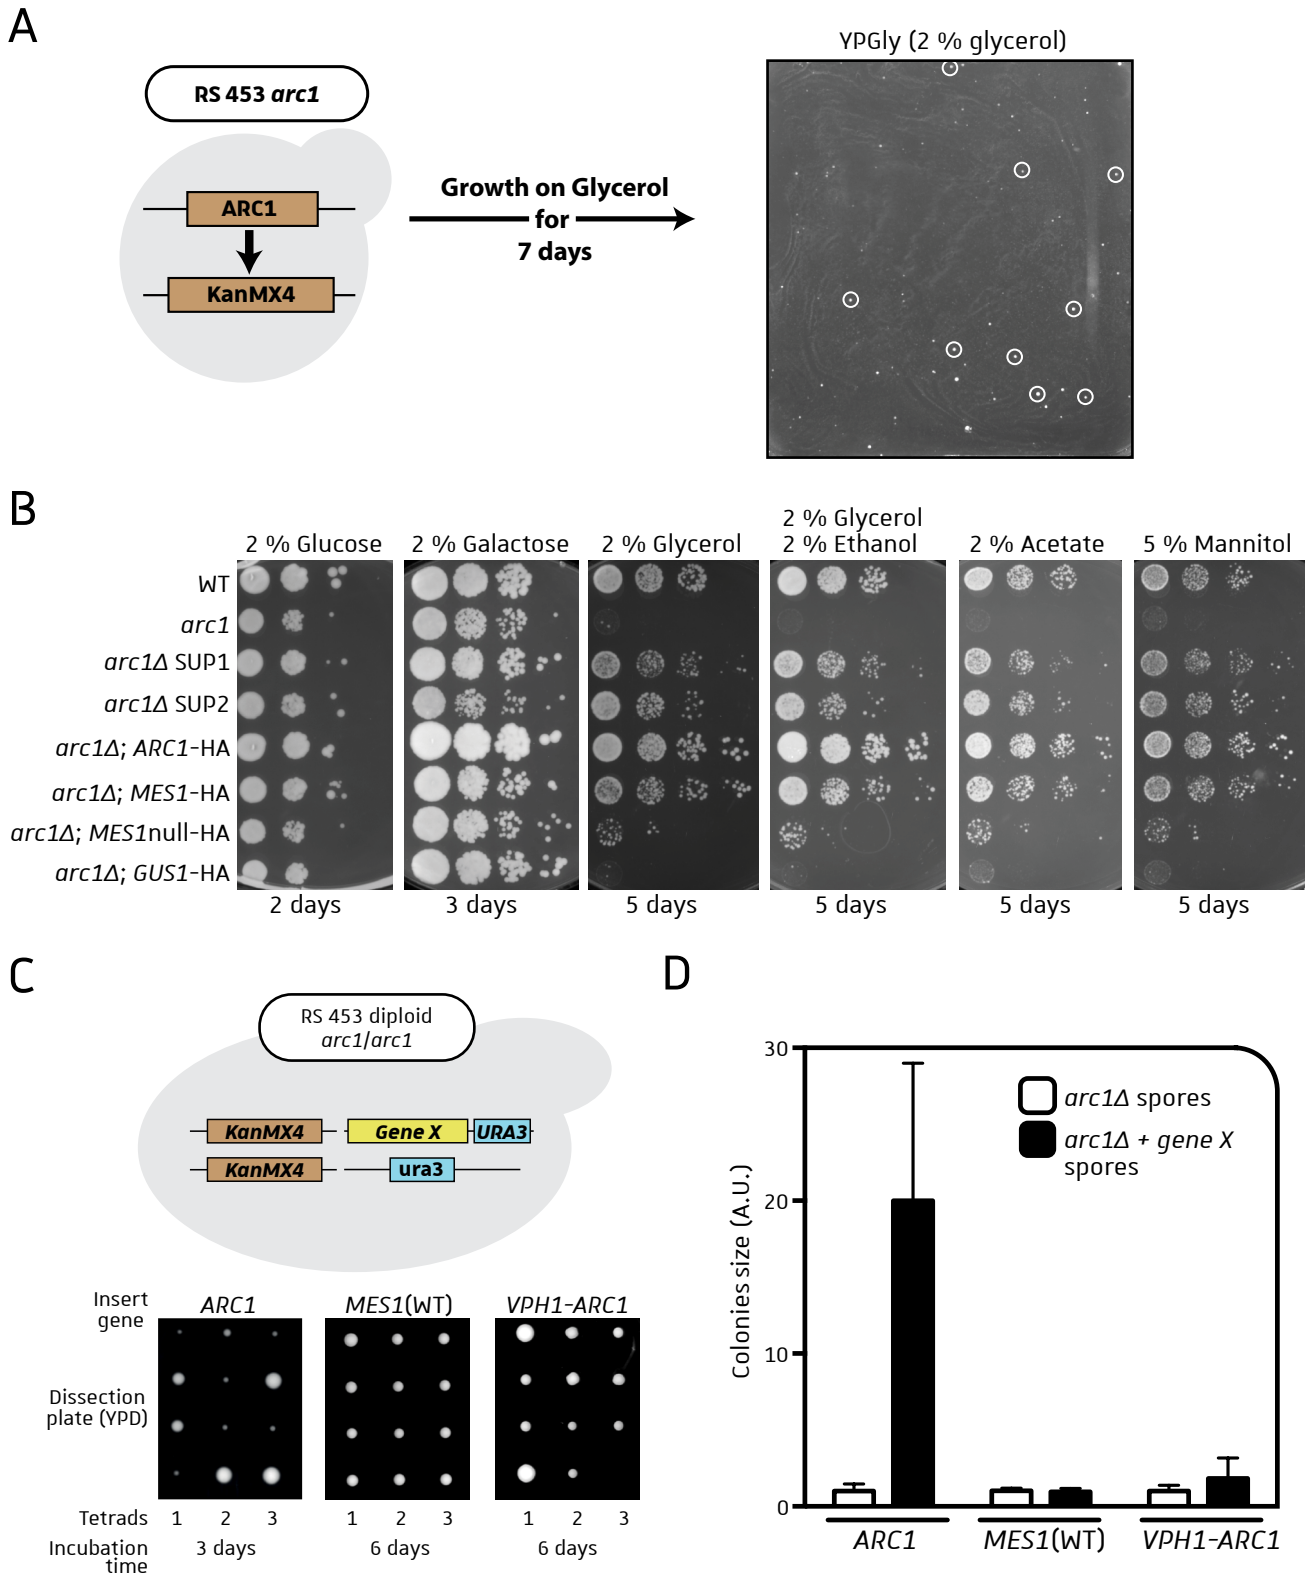 A
RS 453 arc1
ARC1
KanMX4
Growth on Glycerol
for
7 days
YPGly (2 % glycerol)
B
2 % Glucose
2 % Galactose
2 % Glycerol
2 % Glycerol
2 % Ethanol
2 % Acetate
5 % Mannitol
WT
arc1
arc1Δ SUP1
arc1Δ SUP2
arc1Δ; ARC1-HA
arc1Δ; MES1-HA
arc1Δ; MES1null-HA
arc1Δ; GUS1-HA
2 days
3 days
5 days
5 days
5 days
5 days
C
RS 453 diploid
arc1/arc1
KanMX4
Gene X
URA3
KanMX4
ura3
Insert
gene
ARC1
MES1(WT)
VPH1-ARC1
Dissection
plate (YPD)
Tetrads
1 2 3
1 2 3
1 2 3
Incubation
time
3 days
6 days
6 days
D
Colonies size (A.U.)
30
20
10
0
arc1Δ spores
arc1Δ + gene X
spores
ARC1
MES1(WT)
VPH1-ARC1